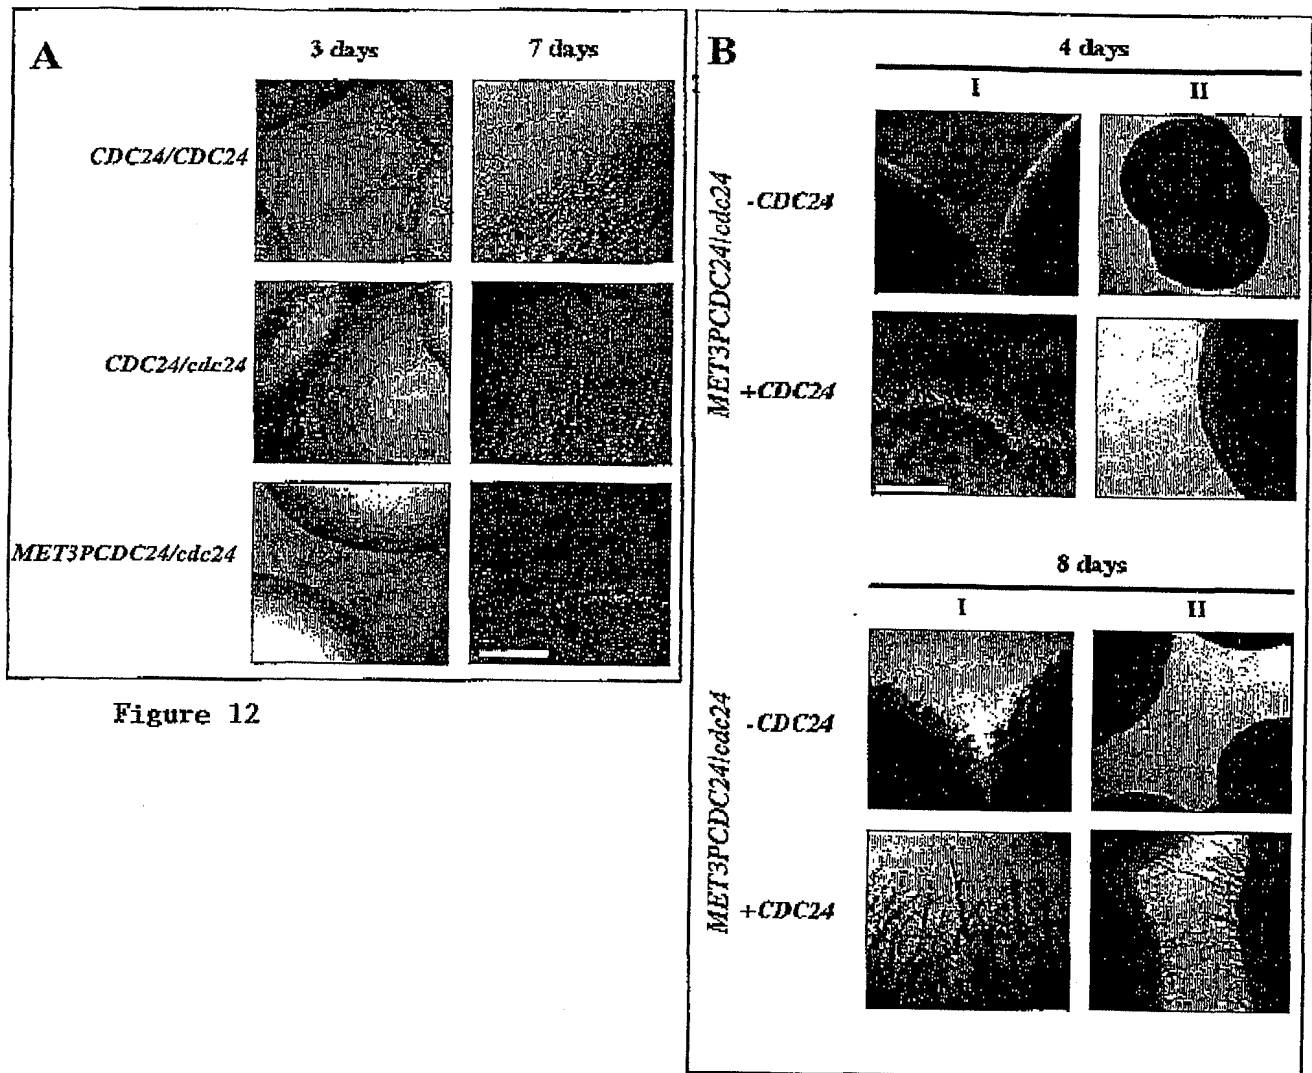 A
3 days 7 days
CDC24/CDC24
CDC24/cdc24
MET3PCDC24/cdc24
Figure 12
B
4 days
I II
MET3PCDC24/cdc24
-CDC24
+CDC24
8 days
I II
MET3PCDC24/cdc24
-CDC24
+CDC24